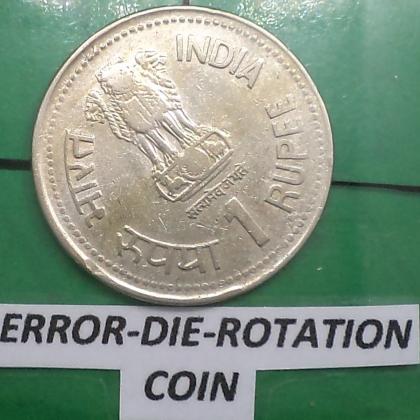 भारत
INDIA
सत्यमेव जयते
रुपया 1 RUPEE
ERROR-DIE-ROTATION
COIN